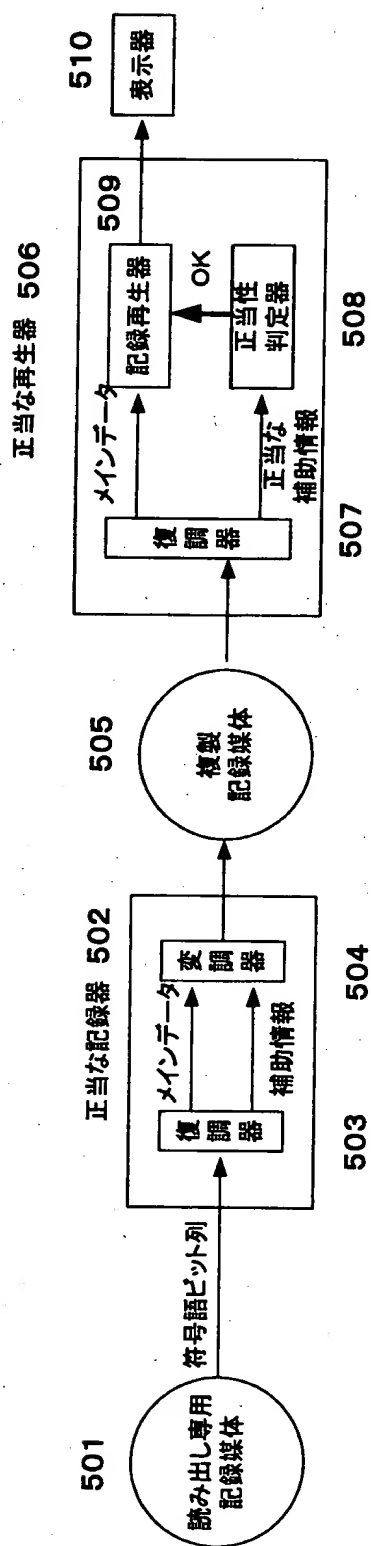 501
読み出し専用
記録媒体
符号語ビット列
正当な記録器 502
復調器
503
メインデータ
補助情報
変調器
504
505
複製
記録媒体
正当な再生器 506
復調器
507
メインデータ
正当な
補助情報
509
記録再生器
OK
正当性
判定器
508
510
表示器